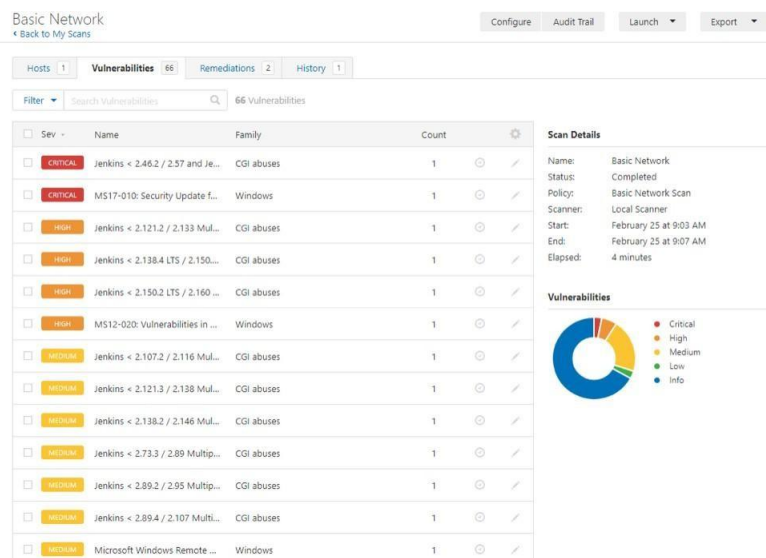 Basic Network
Back to My Scans
Configure Audit Trail Launch Export
Hosts 1 Vulnerabilities 66 Remediations 2 History 1
Filter Search Vulnerabilities 66 Vulnerabilities
Sev Name Family Count
CRITICAL Jenkins < 2.46.2 / 2.57 and Je... CGI abuses 1
CRITICAL MS17-010: Security Update f... Windows 1
HIGH Jenkins < 2.121.2 / 2.133 Mul... CGI abuses 1
HIGH Jenkins < 2.138.4 LTS / 2.150.... CGI abuses 1
HIGH Jenkins < 2.150.2 LTS / 2.160 ... CGI abuses 1
HIGH MS12-020: Vulnerabilities in ... Windows 1
MEDIUM Jenkins < 2.107.2 / 2.116 Mul... CGI abuses 1
MEDIUM Jenkins < 2.121.3 / 2.138 Mul... CGI abuses 1
MEDIUM Jenkins < 2.138.2 / 2.146 Mul... CGI abuses 1
MEDIUM Jenkins < 2.73.3 / 2.89 Multip... CGI abuses 1
MEDIUM Jenkins < 2.89.2 / 2.95 Multip... CGI abuses 1
MEDIUM Jenkins < 2.89.4 / 2.107 Multi... CGI abuses 1
MEDIUM Microsoft Windows Remote ... Windows 1
Scan Details
Name: Basic Network
Status: Completed
Policy: Basic Network Scan
Scanner: Local Scanner
Start: February 25 at 9:03 AM
End: February 25 at 9:07 AM
Elapsed: 4 minutes
Vulnerabilities
Critical
High
Medium
Low
Info